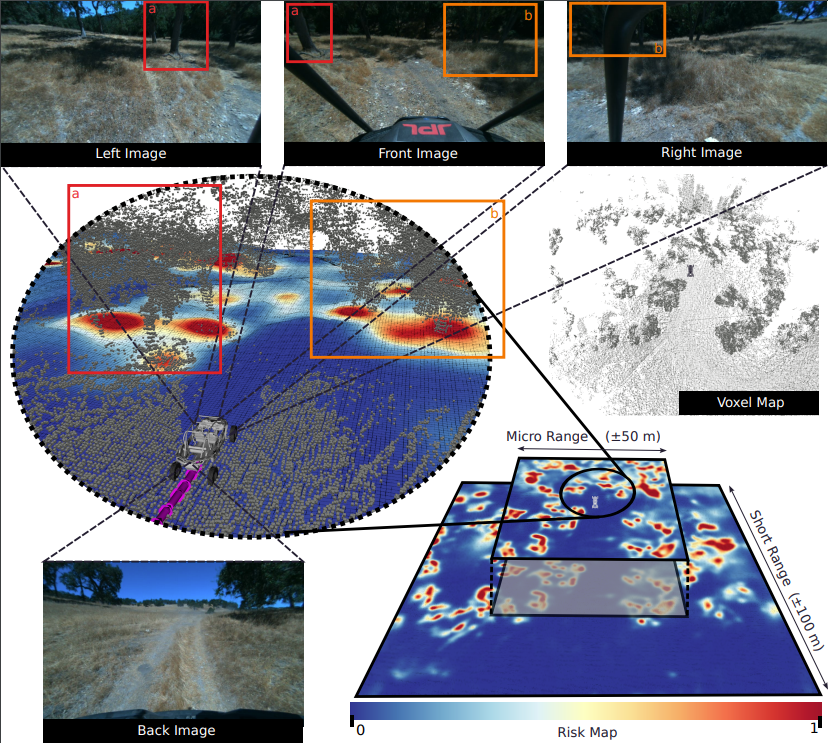 a
a
b
b
JPL
Left Image
Front Image
Right Image
a
b
Voxel Map
Micro Range (±50 m)
Short Range (±100 m)
Back Image
0
Risk Map
1